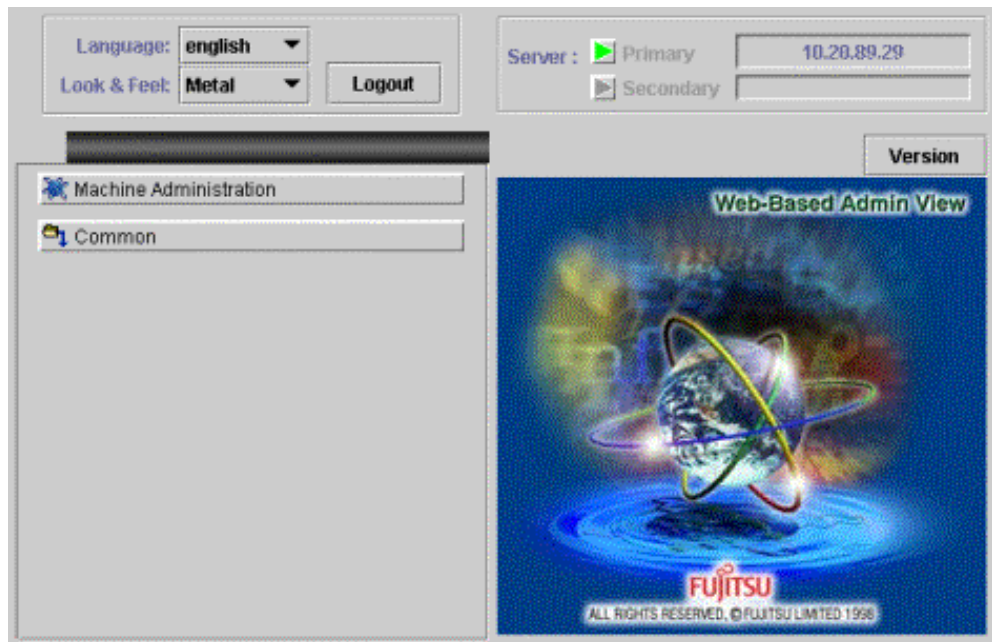 Language: english
Look & Feel: Metal Logout
Server : Primary 10.20.89.29
Secondary
Version
Machine Administration
Common
Web-Based Admin View
FUJITSU
ALL RIGHTS RESERVED, © FUJITSU LIMITED 1998